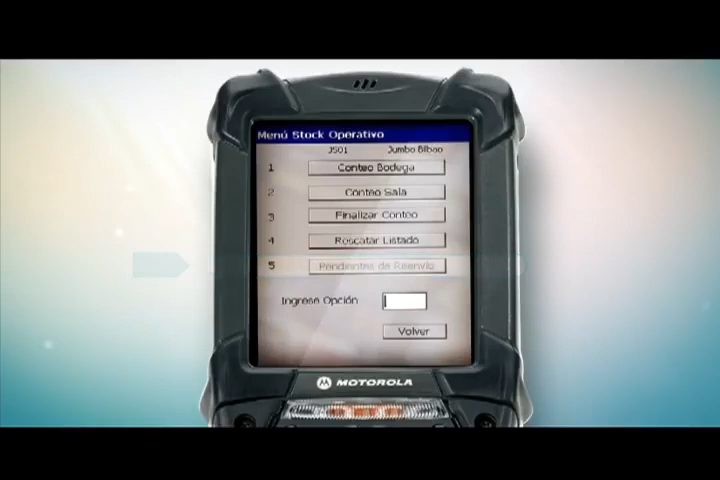 Menú Stock Operativo
JS01 Jumbo Bilbao
1 Conteo Bodega
2 Conteo Sala
3 Finalizar Conteo
4 Rescatar Listado
5 Pendientes de Reenvío
Ingrese Opción
Volver
MOTOROLA